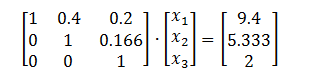 [1 0.4 0.2] [x₁] [9.4]
[0 1 0.166] · [x₂] = [5.333]
[0 0 1] [x₃] [2]